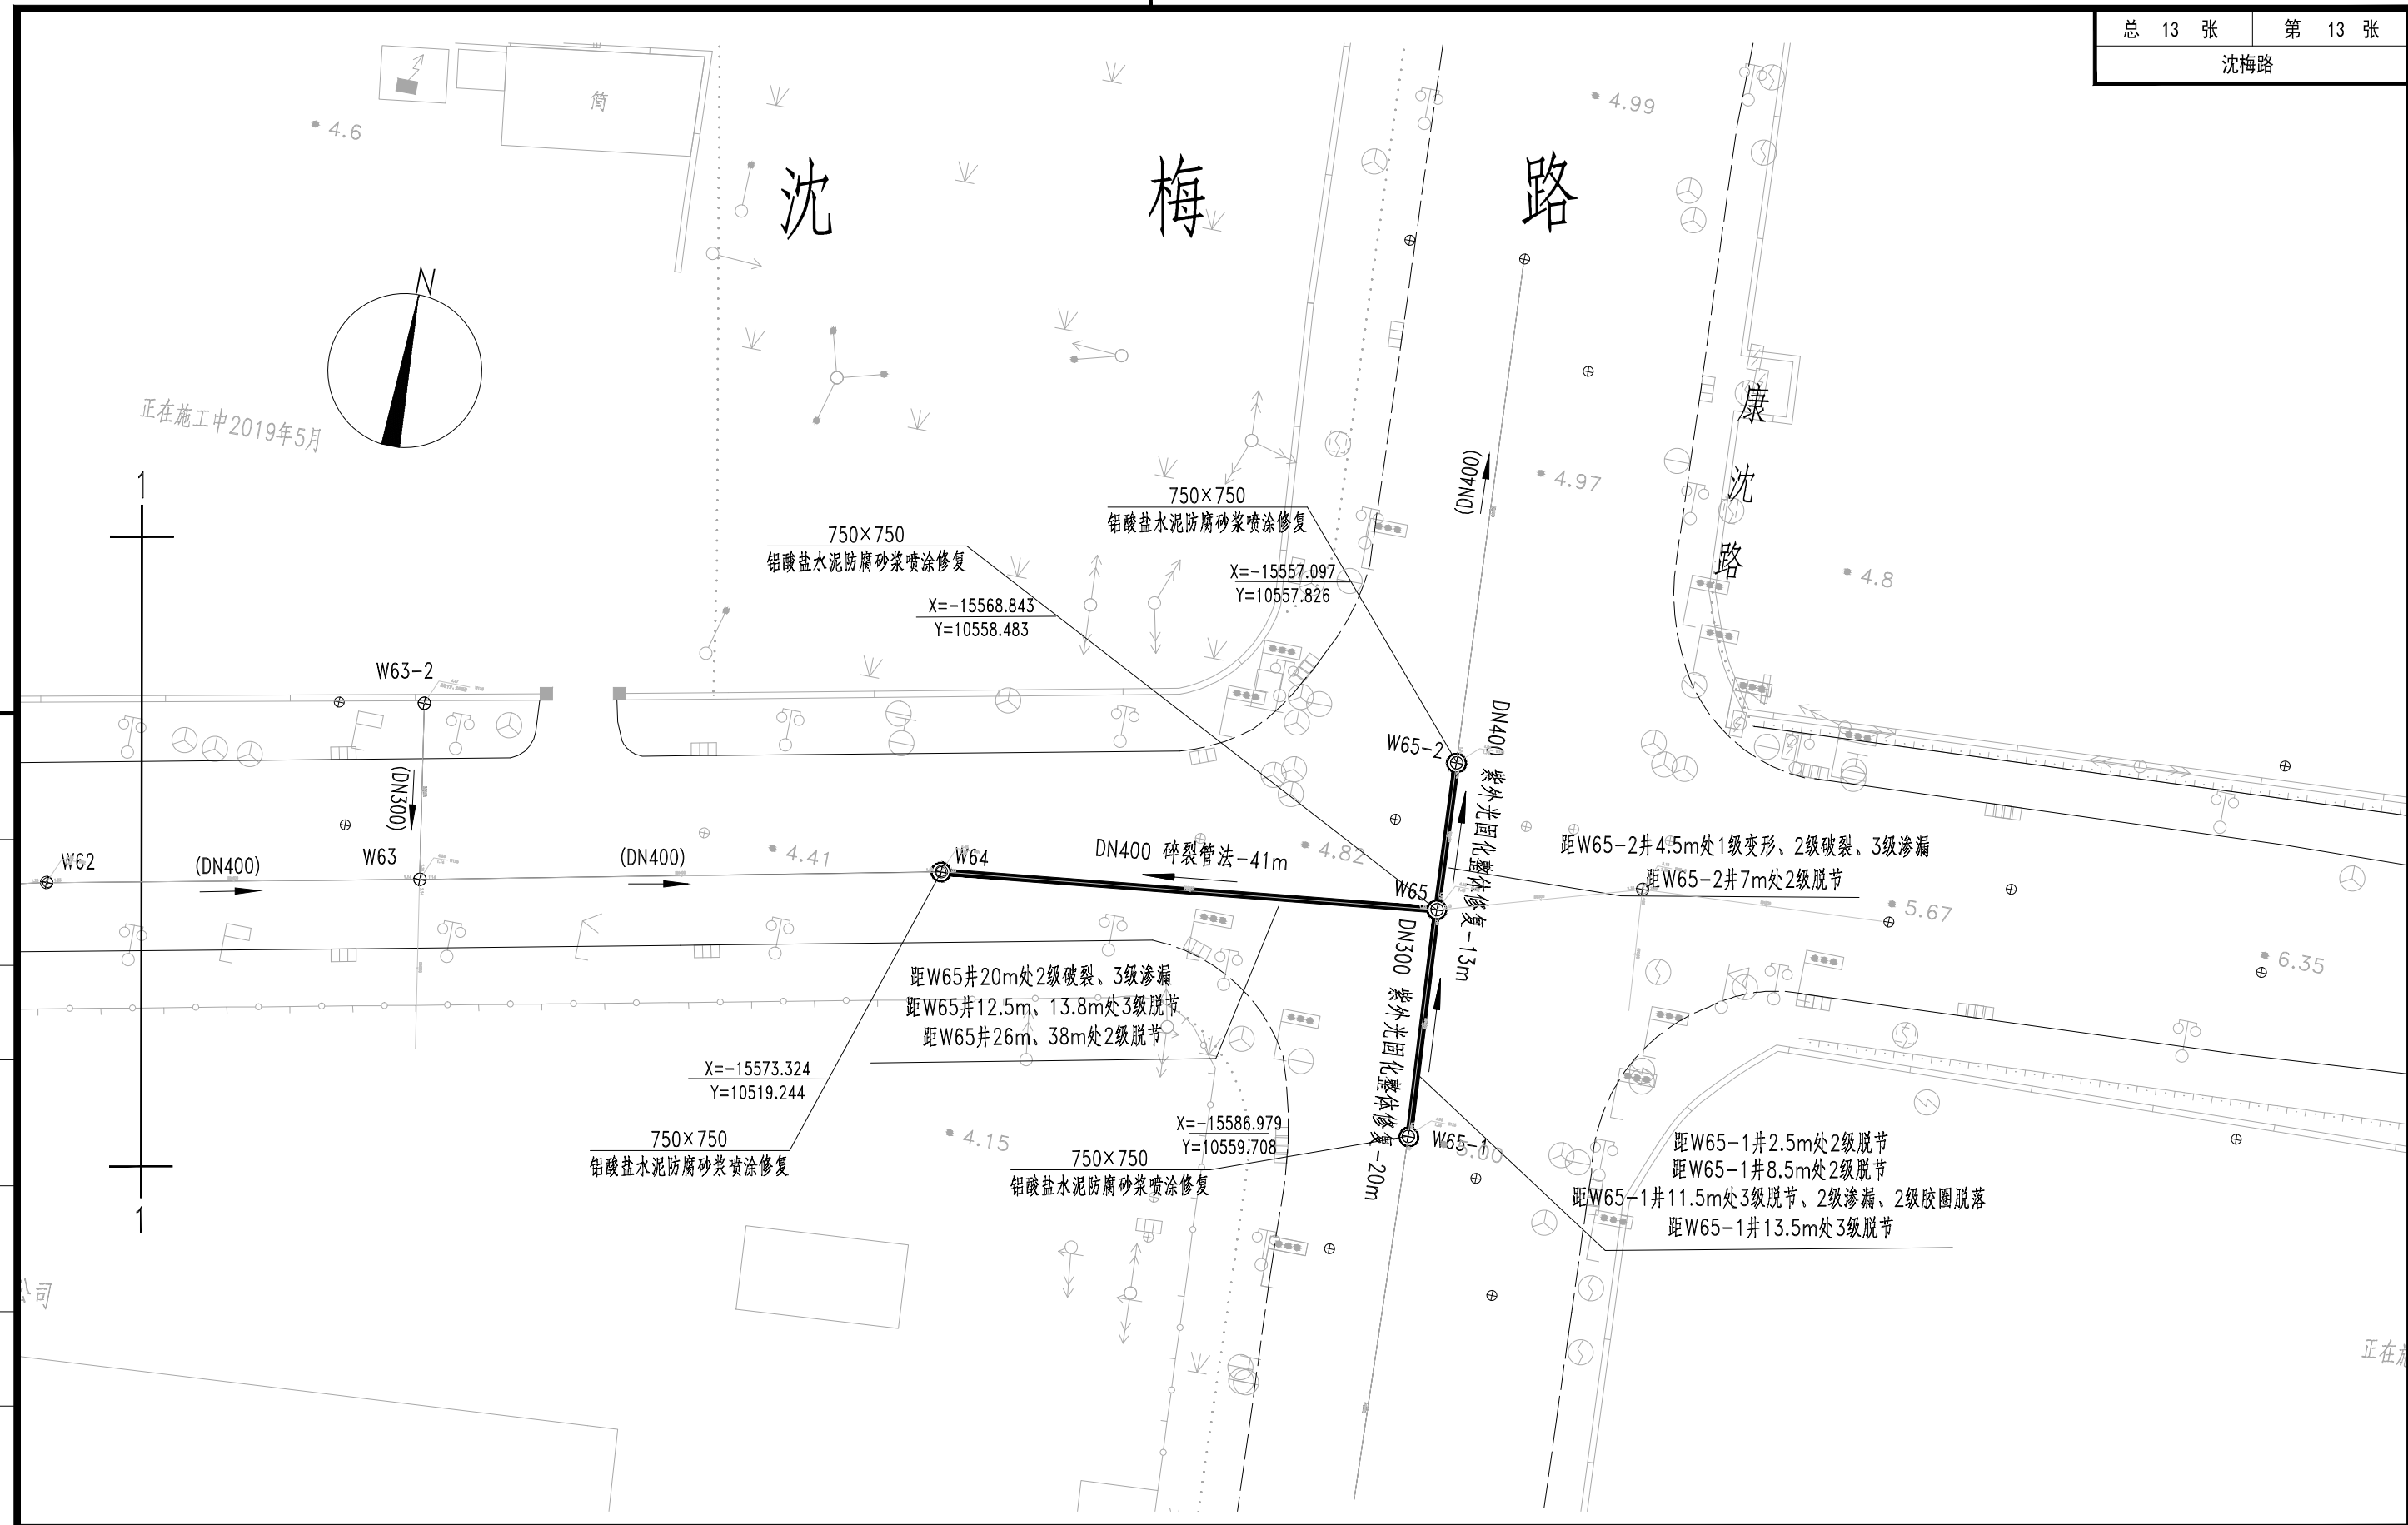 总 13 张 第 13 张
沈梅路
简
4.6
4.99
沈 梅 路
N
正在施工中2019年5月
1
(DN400)
4.97
康
沈
路
4.8
750×750
铝酸盐水泥防腐砂浆喷涂修复
750×750
铝酸盐水泥防腐砂浆喷涂修复
X=-15557.097
Y=10557.826
X=-15568.843
Y=10558.483
W63-2
(DN300)
W65-2
DN400 紫外光固化整体修复-13m
W62
(DN400)
W63
(DN400)
4.41
W64
DN400 碎裂管法-41m
4.82
W65
距W65-2井4.5m处1级变形、2级破裂、3级渗漏
距W65-2井7m处2级脱节
5.67
6.35
距W65井20m处2级破裂、3级渗漏
距W65井12.5m、13.8m处3级脱节
距W65井26m、38m处2级脱节
DN300 紫外光固化整体修复-20m
X=-15573.324
Y=10519.244
750×750
铝酸盐水泥防腐砂浆喷涂修复
4.15
X=-15586.979
Y=10559.708
750×750
铝酸盐水泥防腐砂浆喷涂修复
W65-1
5.00
距W65-1井2.5m处2级脱节
距W65-1井8.5m处2级脱节
距W65-1井11.5m处3级脱节、2级渗漏、2级胶圈脱落
距W65-1井13.5m处3级脱节
1
公司
正在施